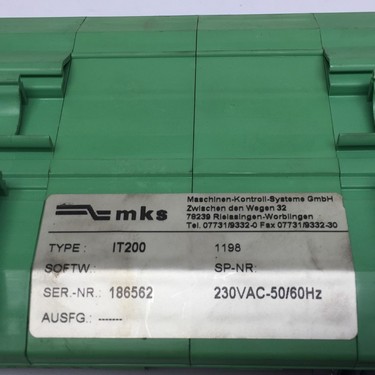 mks
Maschinen-Kontroll-Systeme GmbH
Zwischen den Wegen 32
78239 Rielasingen-Worblingen
Tel. 07731/9332-0 Fax 07731/9332-30
TYPE : IT200 1198
SOFTW.: SP-NR:
SER.-NR.: 186562 230VAC-50/60Hz
AUSFG.: -------